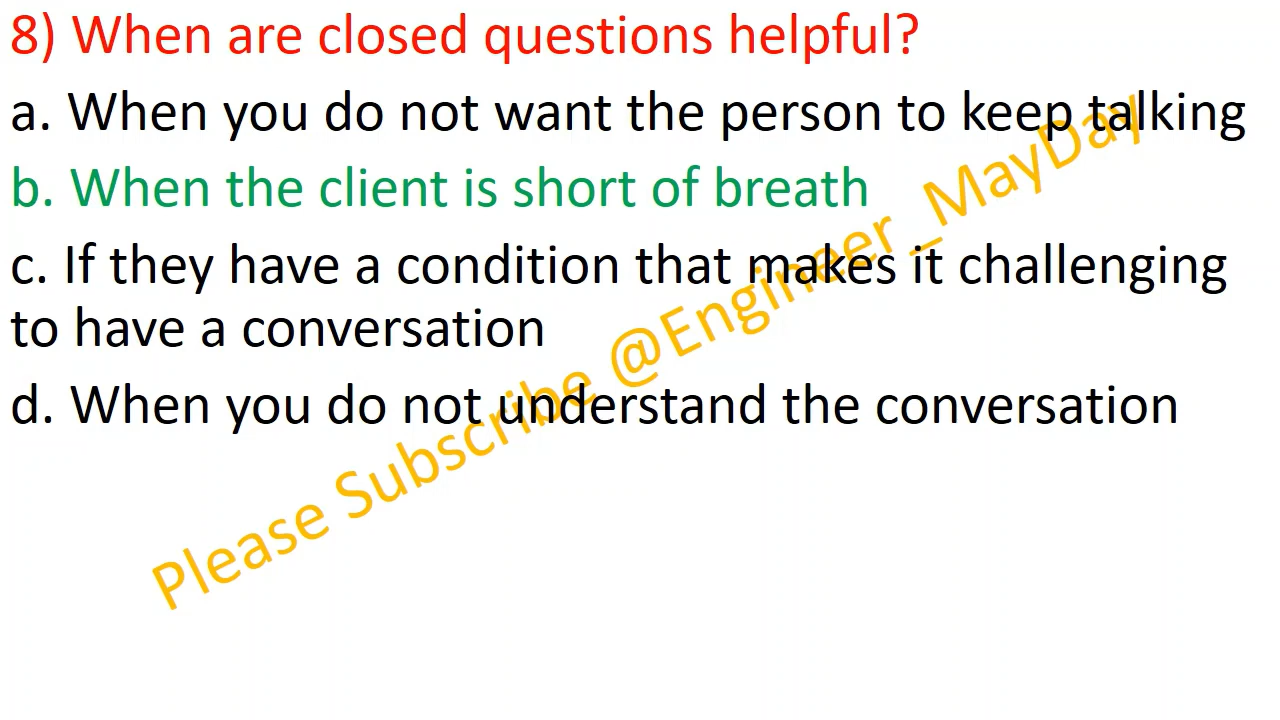 8) When are closed questions helpful?
a. When you do not want the person to keep talking
b. When the client is short of breath
c. If they have a condition that makes it challenging
to have a conversation
d. When you do not understand the conversation
Please Subscribe @Engineer_MayDay